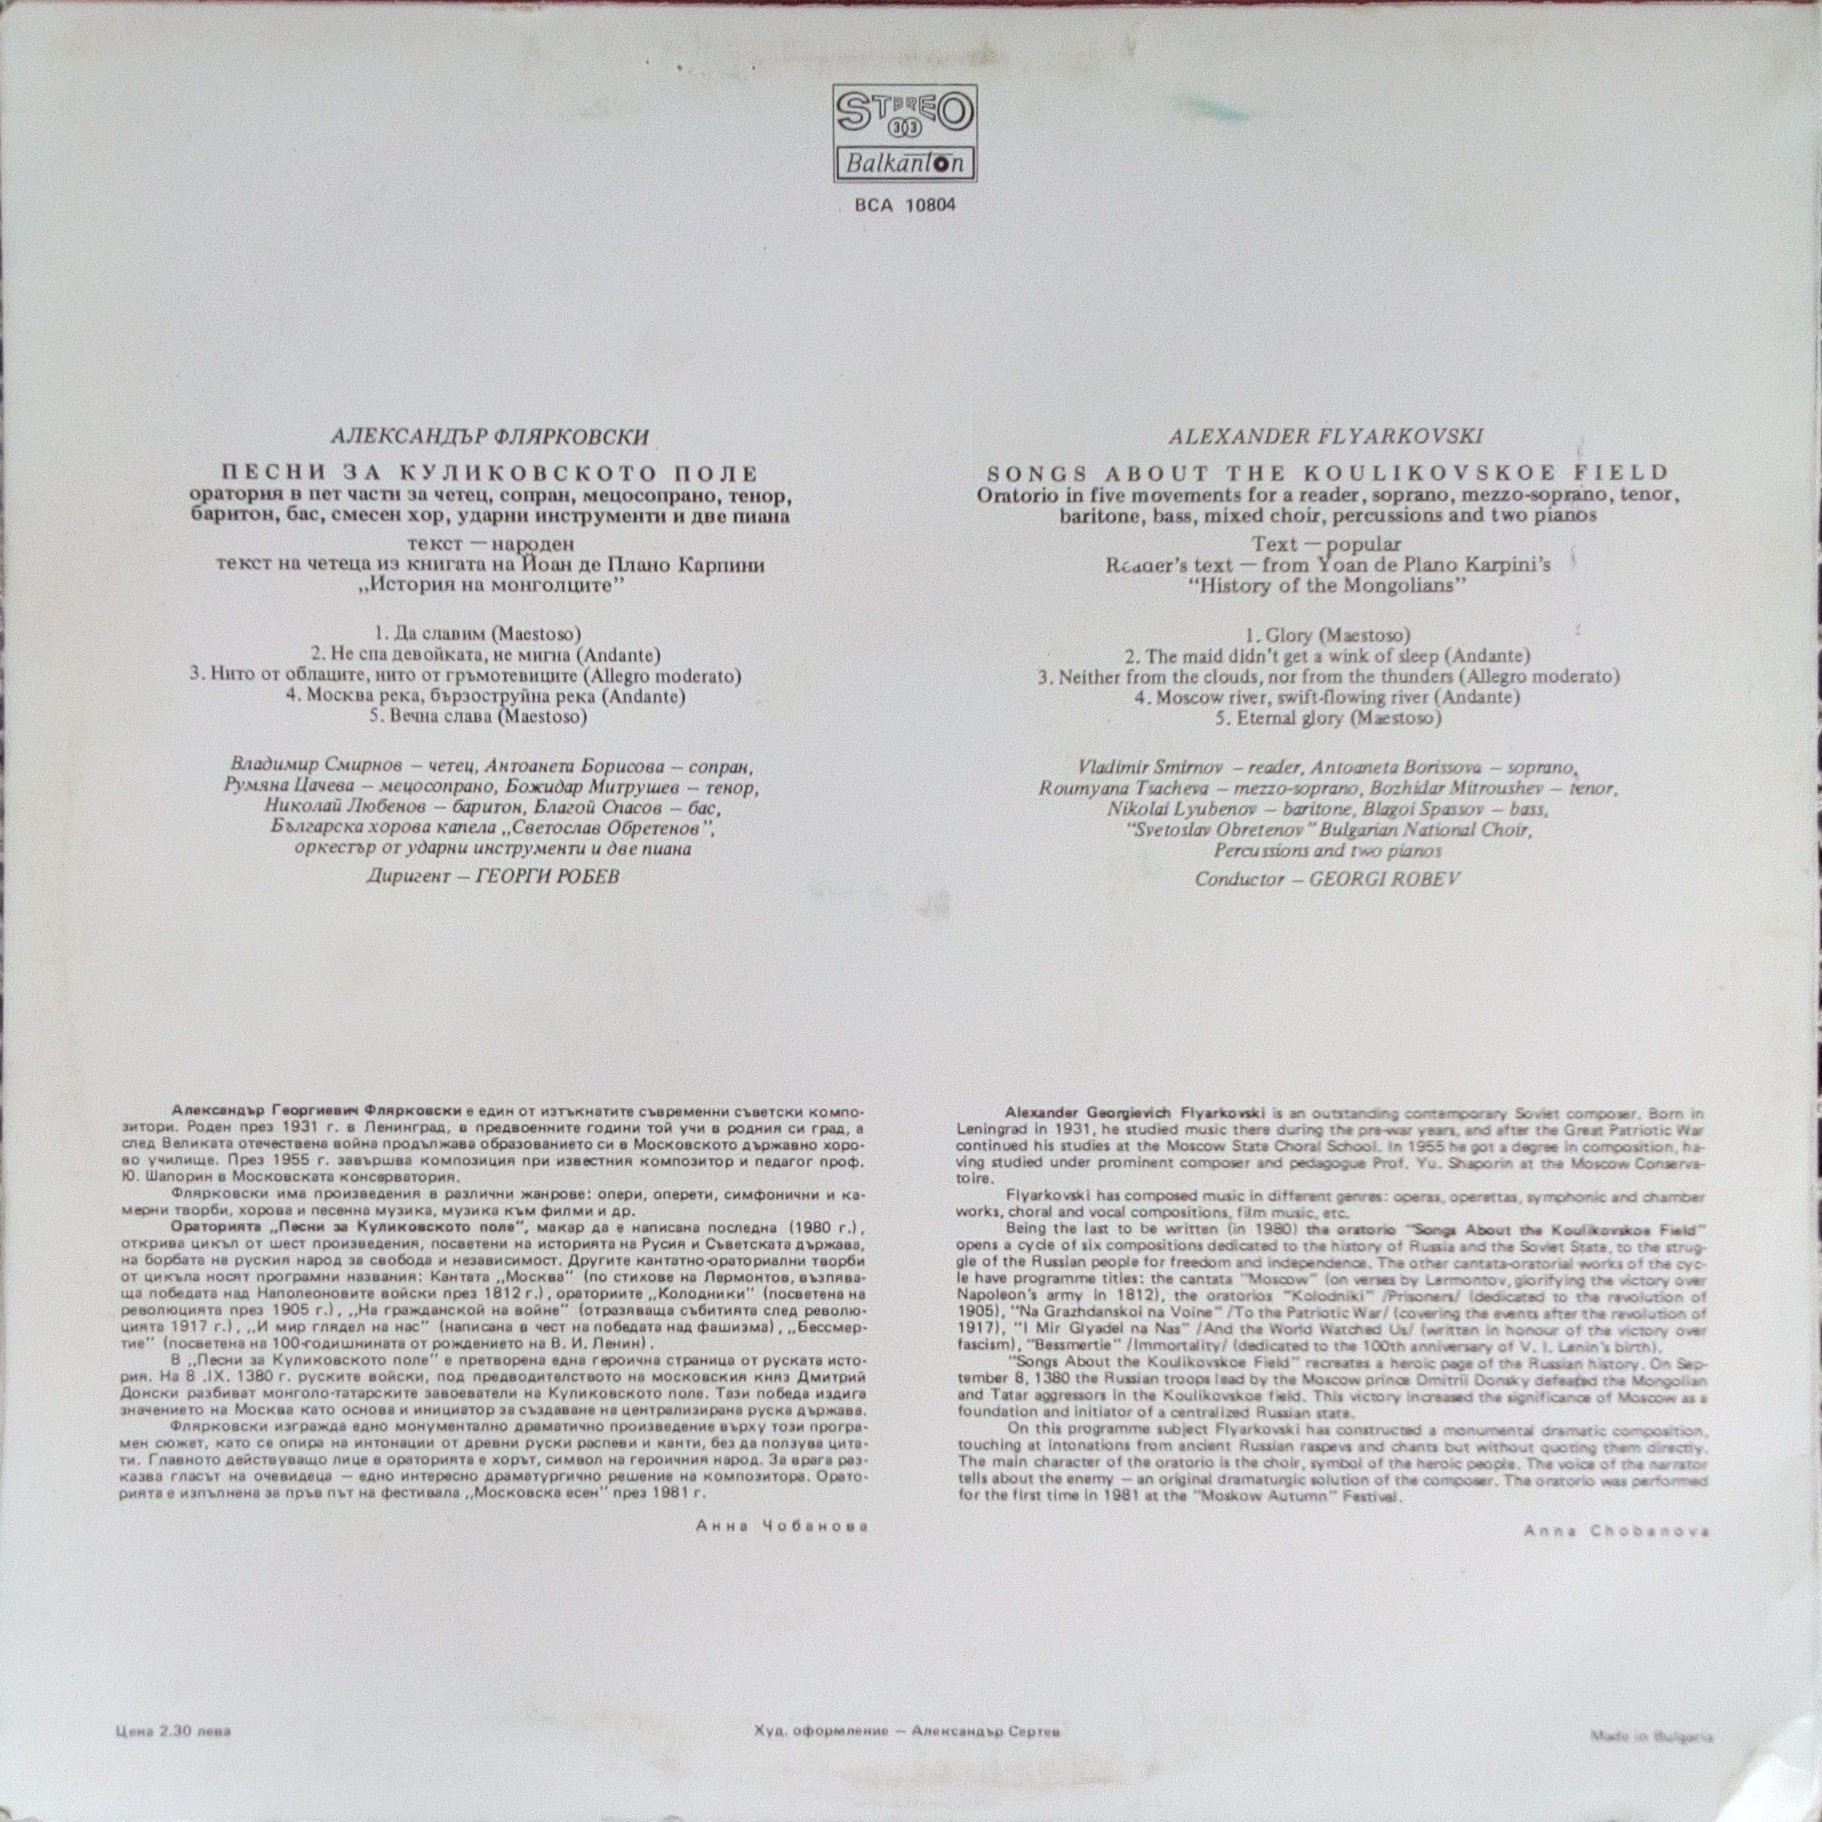 STEREO
303
Balkanton
ВСА 10804
АЛЕКСАНДЪР ФЛЯРКОВСКИ
ПЕСНИ ЗА КУЛИКОВСКОТО ПОЛЕ
оратория в пет части за четец, сопран, мецосопрано, тенор,
баритон, бас, смесен хор, ударни инструменти и две пиана
текст — народен
текст на четеца из книгата на Йоан де Плано Карпини
„История на монголците”
1. Да славим (Maestoso)
2. Не спа девойката, не мигна (Andante)
3. Нито от облаците, нито от гръмотевиците (Allegro moderato)
4. Москва река, бързоструйна река (Andante)
5. Вечна слава (Maestoso)
Владимир Смирнов — четец, Антоанета Борисова — сопран,
Румяна Цачева — мецосопрано, Божидар Митрушев — тенор,
Николай Любенов — баритон, Благой Спасов — бас,
Българска хорова капела „Светослав Обретенов”,
оркестър от ударни инструменти и две пиана
Диригент — ГЕОРГИ РОБЕВ
ALEXANDER FLYARKOVSKI
SONGS ABOUT THE KOULIKOVSKOE FIELD
Oratorio in five movements for a reader, soprano, mezzo-soprano, tenor,
baritone, bass, mixed choir, percussions and two pianos
Text — popular
Reader's text — from Yoan de Plano Karpini's
“History of the Mongolians”
1. Glory (Maestoso)
2. The maid didn't get a wink of sleep (Andante)
3. Neither from the clouds, nor from the thunders (Allegro moderato)
4. Moscow river, swift-flowing river (Andante)
5. Eternal glory (Maestoso)
Vladimir Smirnov — reader, Antoaneta Borissova — soprano,
Roumyana Tsacheva — mezzo-soprano, Bozhidar Mitroushev — tenor,
Nikolai Lyubenov — baritone, Blagoi Spassov — bass,
“Svetoslav Obretenov” Bulgarian National Choir,
Percussions and two pianos
Conductor — GEORGI ROBEV
Александър Георгиевич Флярковски е един от изтъкнатите съвременни съветски компо-
зитори. Роден през 1931 г. в Ленинград, в предвоенните години той учи в родния си град, а
след Великата отечествена война продължава образованието си в Московското държавно хоро-
во училище. През 1955 г. завършва композиция при известния композитор и педагог проф.
Ю. Шапорин в Московската консерватория.
Флярковски има произведения в различни жанрове: опери, оперети, симфонични и ка-
мерни творби, хорова и песенна музика, музика към филми и др.
Ораторията „Песни за Куликовското поле”, макар да е написана последна (1980 г.),
открива цикъл от шест произведения, посветени на историята на Русия и Съветската държава,
на борбата на руския народ за свобода и независимост. Другите кантатно-ораториални творби
от цикъла носят програмни названия: Кантата „Москва” (по стихове на Лермонтов, възпява-
ща победата над Наполеоновите войски през 1812 г.), ораториите „Колодники” (посветена на
революцията през 1905 г.), „На гражданской на войне” (отразяваща събитията след револю-
цията 1917 г.), „И мир глядел на нас” (написана в чест на победата над фашизма), „Бессмер-
тие” (посветена на 100-годишнината от рождението на В. И. Ленин).
В „Песни за Куликовското поле” е претворена една героична страница от руската исто-
рия. На 8 .IX. 1380 г. руските войски, под предводителството на московския княз Дмитрий
Донски разбиват монголо-татарските завоеватели на Куликовското поле. Тази победа издига
значението на Москва като основа и инициатор за създаване на централизирана руска държава.
Флярковски изгражда едно монументално драматично произведение върху този програ-
мен сюжет, като се опира на интонации от древни руски распеви и канти, без да ползува цита-
ти. Главното действуващо лице в ораторията е хорът, символ на героичния народ. За врага раз-
казва гласът на очевидеца — едно интересно драматургично решение на композитора. Орато-
рията е изпълнена за пръв път на фестивала „Московска есен” през 1981 г.
Анна Чобанова
Alexander Georgievich Flyarkovski is an outstanding contemporary Soviet composer. Born in
Leningrad in 1931, he studied music there during the pre-war years, and after the Great Patriotic War
continued his studies at the Moscow State Choral School. In 1955 he got a degree in composition, ha-
ving studied under prominent composer and pedagogue Prof. Yu. Shaporin at the Moscow Conserva-
toire.
Flyarkovski has composed music in different genres: operas, operettas, symphonic and chamber
works, choral and vocal compositions, film music, etc.
Being the last to be written (in 1980) the oratorio “Songs About the Koulikovskoe Field”
opens a cycle of six compositions dedicated to the history of Russia and the Soviet State, to the strug-
gle of the Russian people for freedom and independence. The other cantata-oratorial works of the cyc-
le have programme titles: the cantata “Moscow” (on verses by Lermontov, glorifying the victory over
Napoleon's army in 1812), the oratorios “Kolodniki” /Prisoners/ (dedicated to the revolution of
1905), “Na Grazhdanskoi na Voine” /To the Patriotic War/ (covering the events after the revolution of
1917), “I Mir Glyadel na Nas” /And the World Watched Us/ (written in honour of the victory over
fascism), “Bessmertie” /Immortality/ (dedicated to the 100th anniversary of V. I. Lenin's birth).
“Songs About the Koulikovskoe Field” recreates a heroic page of the Russian history. On Sep-
tember 8, 1380 the Russian troops lead by the Moscow prince Dmitrii Donsky defeated the Mongolian
and Tatar aggressors in the Koulikovskoe field. This victory increased the significance of Moscow as a
foundation and initiator of a centralized Russian state.
On this programme subject Flyarkovski has constructed a monumental dramatic composition,
touching at intonations from ancient Russian raspevs and chants but without quoting them directly.
The main character of the oratorio is the choir, symbol of the heroic people. The voice of the narrator
tells about the enemy — an original dramaturgic solution of the composer. The oratorio was performed
for the first time in 1981 at the “Moskow Autumn” Festival.
Anna Chobanova
Цена 2.30 лева
Худ. оформление — Александър Сертев
Made in Bulgaria